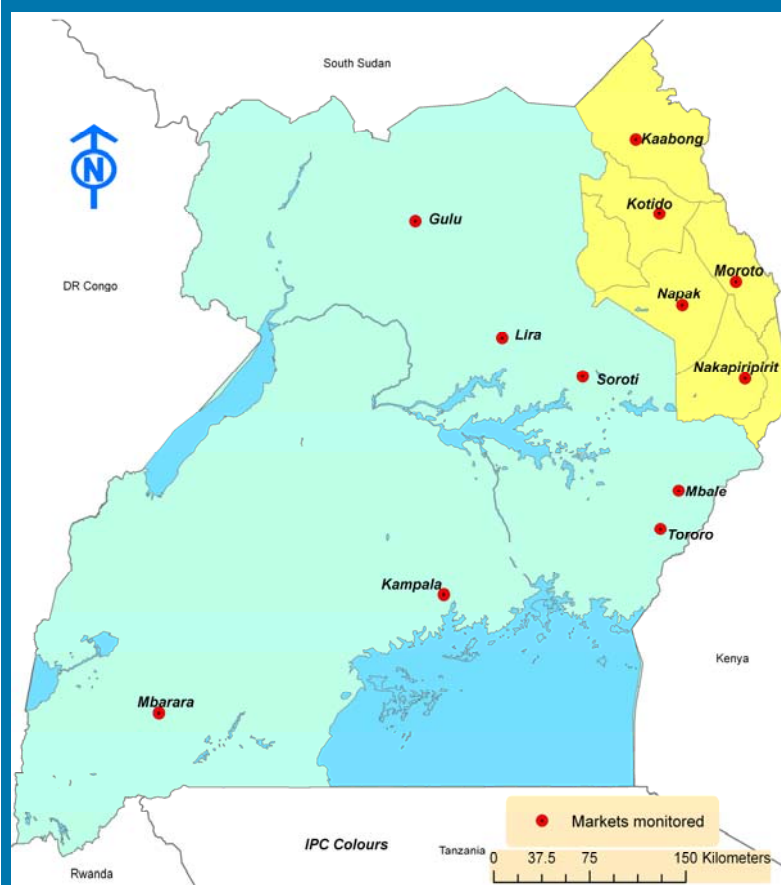 South Sudan
Kaabong
N
Kotido
Gulu
Moroto
DR Congo
Napak
Lira
Nakapiripirit
Soroti
Mbale
Tororo
Kampala
Kenya
Mbarara
Markets monitored
IPC Colours
Tanzania
0 37.5 75 150 Kilometers
Rwanda